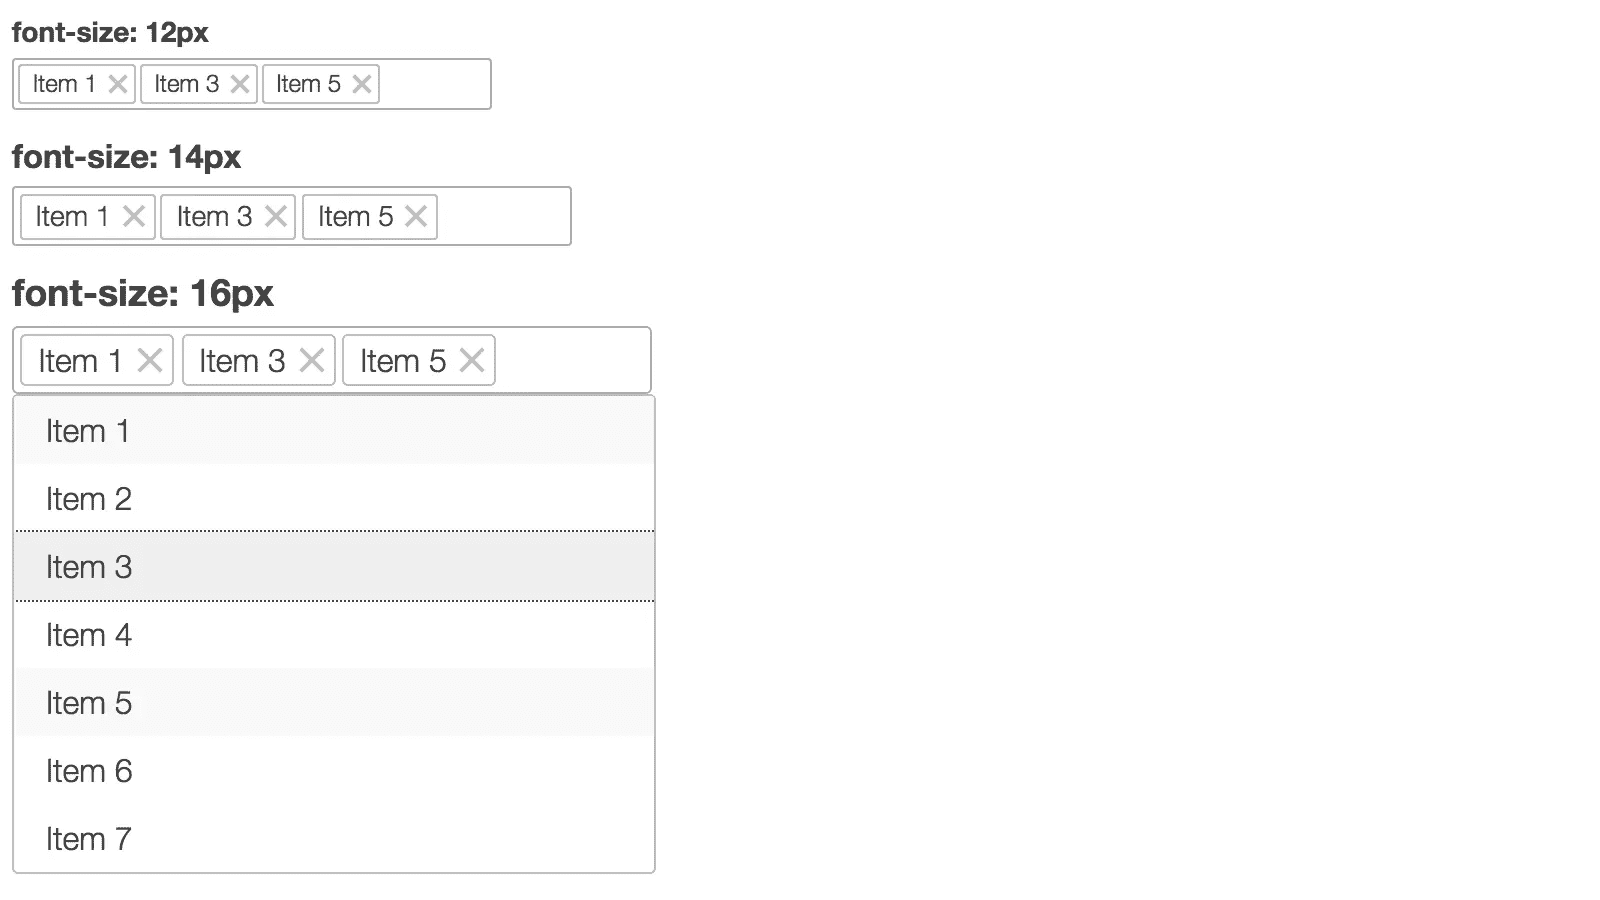 font-size: 12px
Item 1 Item 3 Item 5
font-size: 14px
Item 1 Item 3 Item 5
font-size: 16px
Item 1 Item 3 Item 5
Item 1
Item 2
Item 3
Item 4
Item 5
Item 6
Item 7